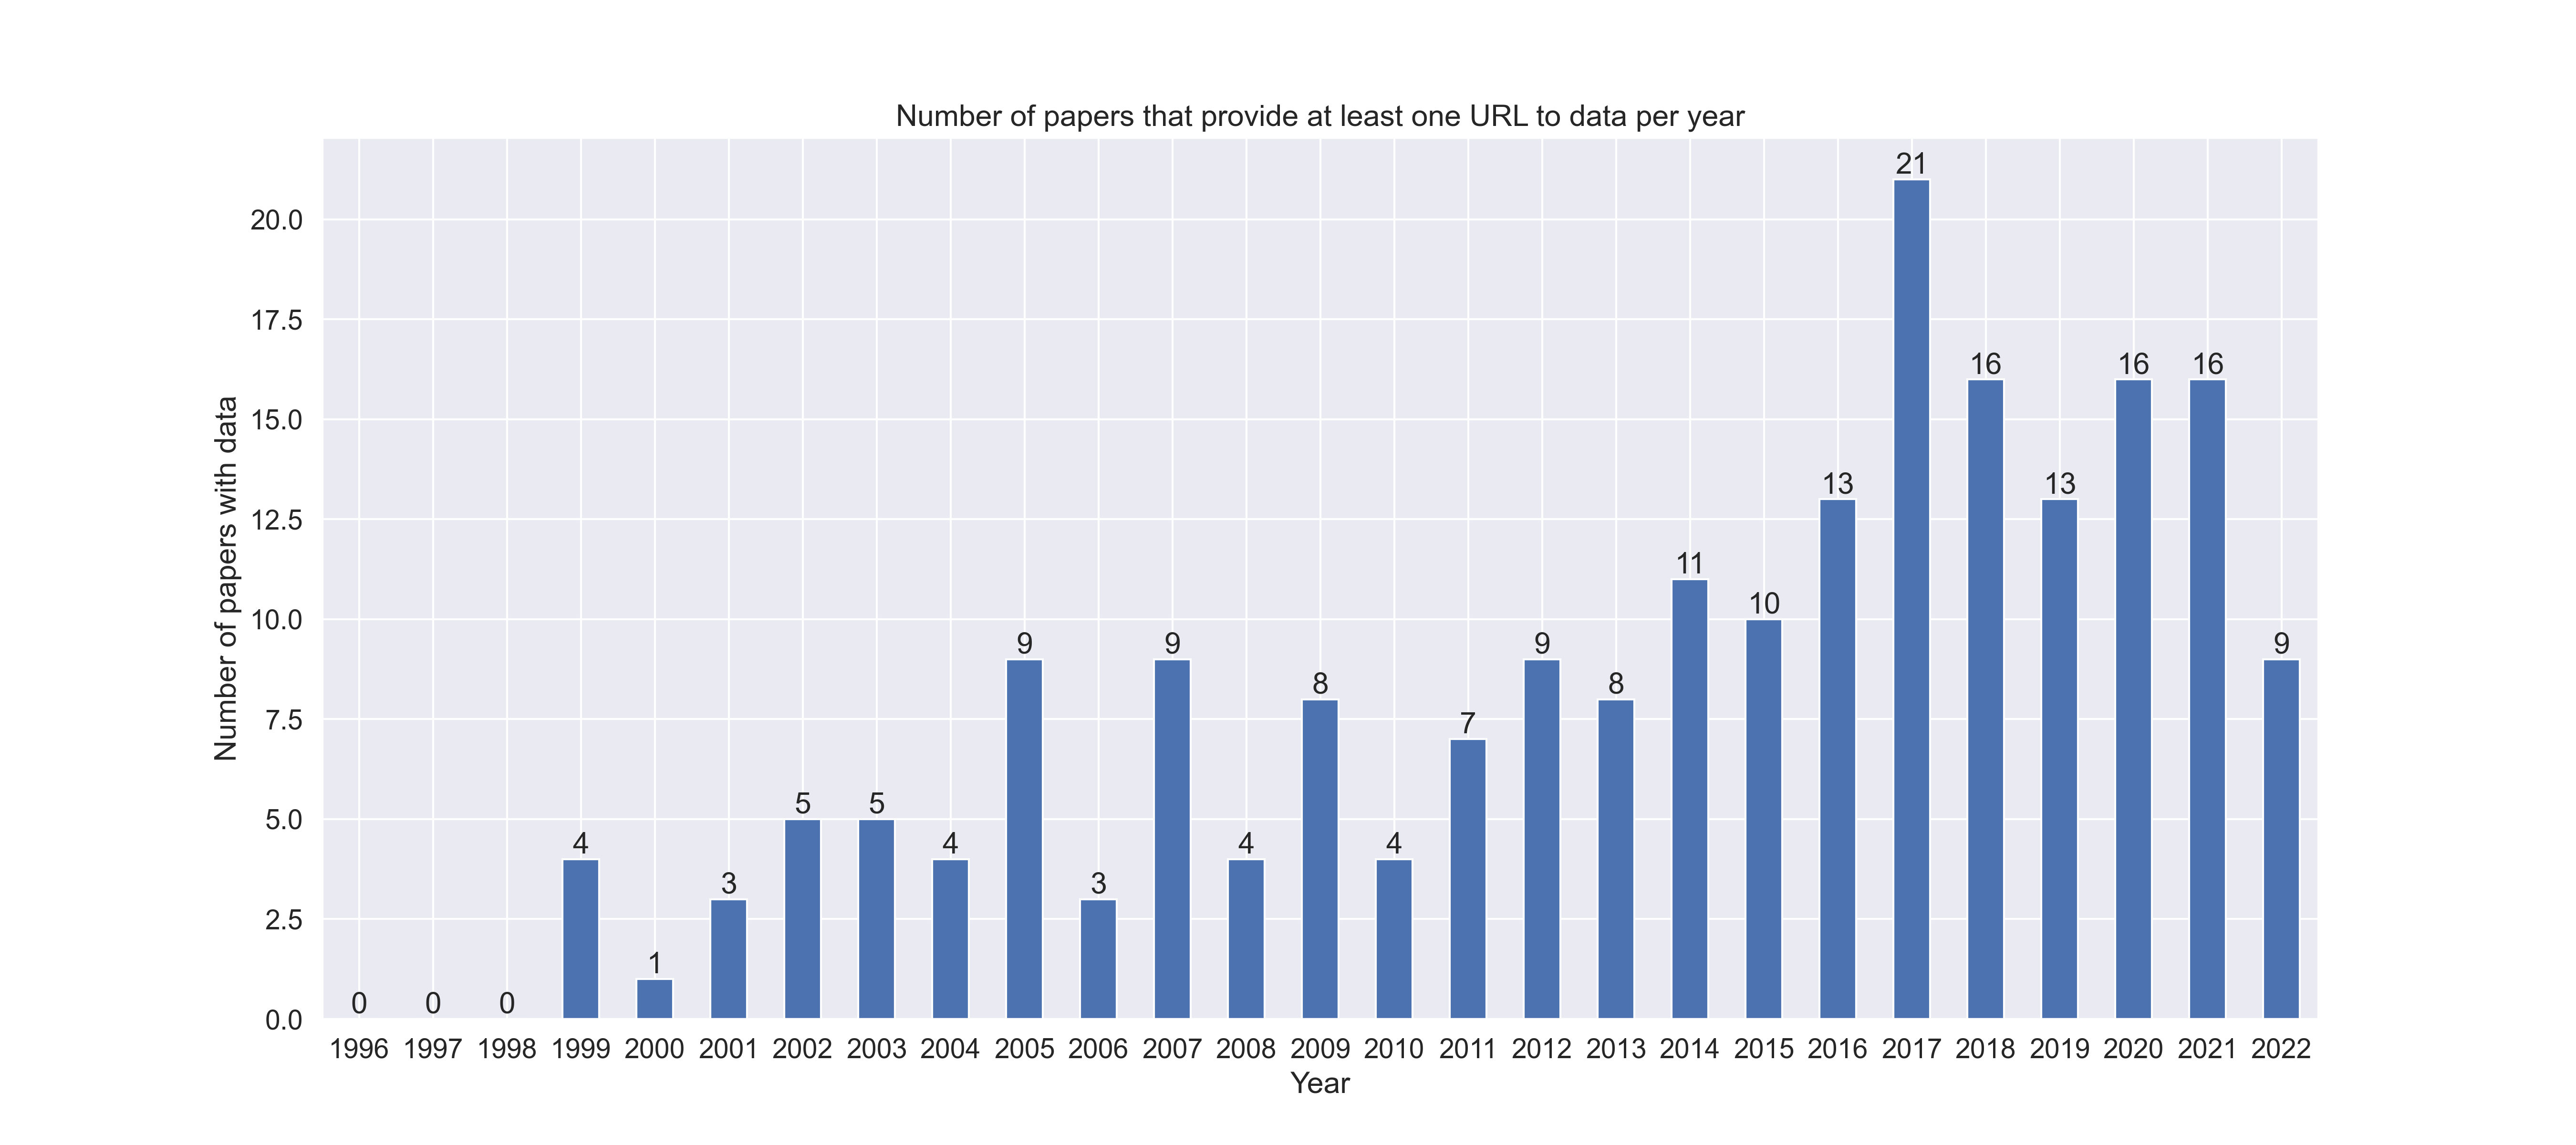 Number of papers that provide at least one URL to data per year
Number of papers with data
20.0
17.5
15.0
12.5
10.0
7.5
5.0
2.5
0.0
0 0 0 4 1 3 5 5 4 9 3 9 4 8 4 7 9 8 11 10 13 21 16 13 16 16 9
1996 1997 1998 1999 2000 2001 2002 2003 2004 2005 2006 2007 2008 2009 2010 2011 2012 2013 2014 2015 2016 2017 2018 2019 2020 2021 2022
Year